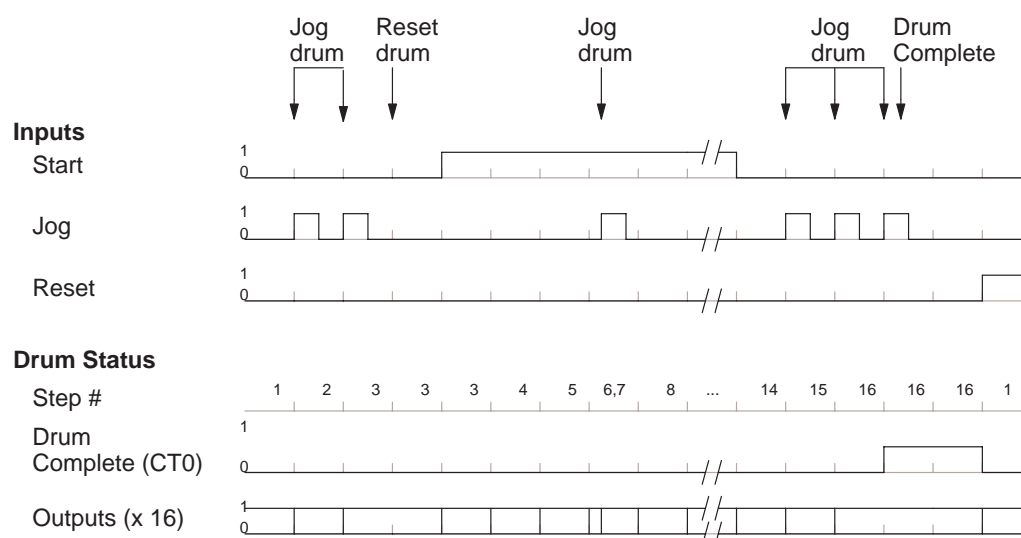 Jog drum
Reset drum
Jog drum
Jog drum
Drum Complete
Inputs
Start
1
0
Jog
1
0
Reset
1
0
Drum Status
Step #
1 2 3 3 3 4 5 6,7 8 ... 14 15 16 16 16 1
Drum
Complete (CT0)
1
0
Outputs (x 16)
1
0